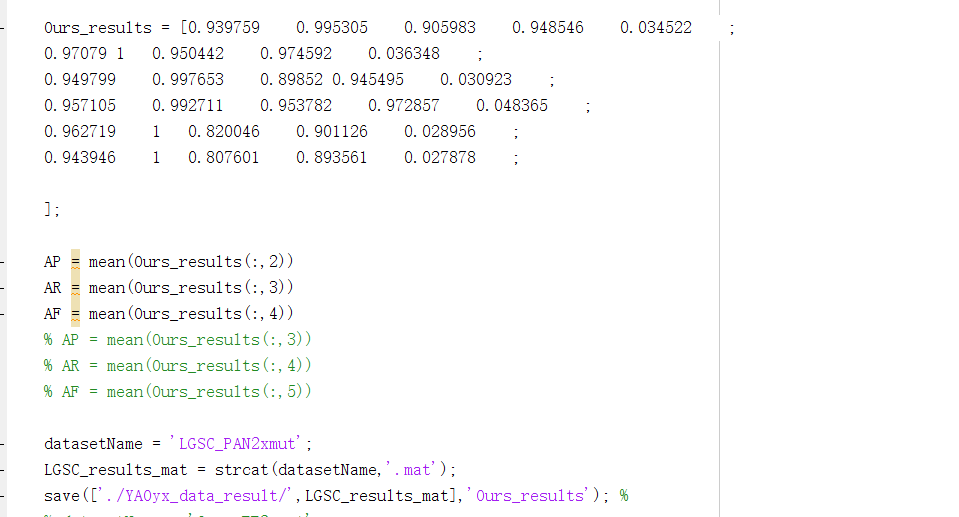 Ours_results = [0.939759 0.995305 0.905983 0.948546 0.034522 ;
0.97079 1 0.950442 0.974592 0.036348 ;
0.949799 0.997653 0.89852 0.945495 0.030923 ;
0.957105 0.992711 0.953782 0.972857 0.048365 ;
0.962719 1 0.820046 0.901126 0.028956 ;
0.943946 1 0.807601 0.893561 0.027878 ;
];
AP = mean(Ours_results(:,2))
AR = mean(Ours_results(:,3))
AF = mean(Ours_results(:,4))
% AP = mean(Ours_results(:,3))
% AR = mean(Ours_results(:,4))
% AF = mean(Ours_results(:,5))
datasetName = 'LGSC_PAN2xmut';
LGSC_results_mat = strcat(datasetName,'.mat');
save(['./YAOyx_data_result/',LGSC_results_mat],'Ours_results'); %